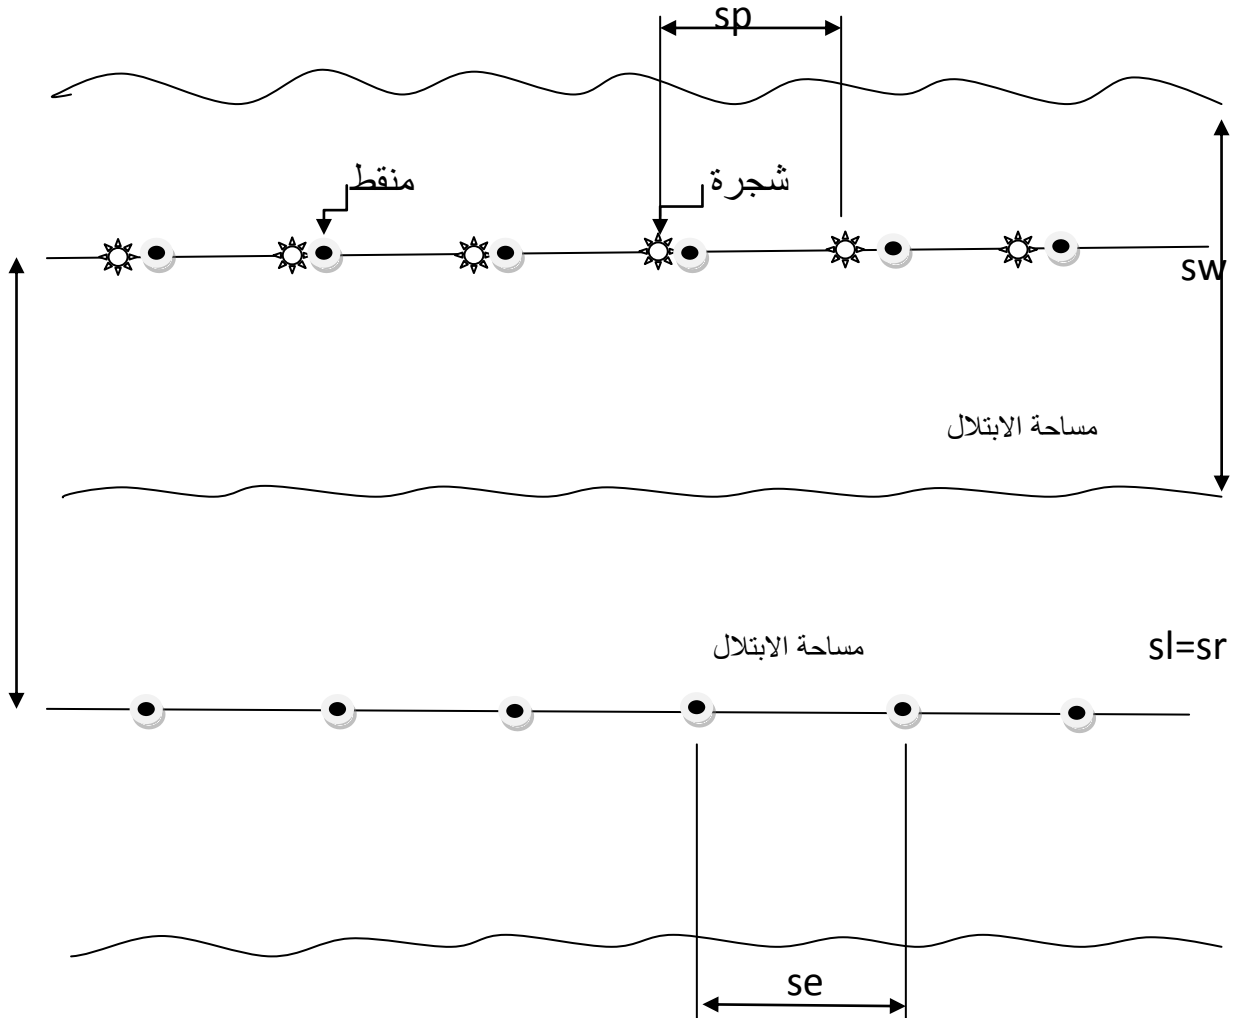 sp
منقط
شجرة
sw
مساحة الابتلال
مساحة الابتلال
sl=sr
se